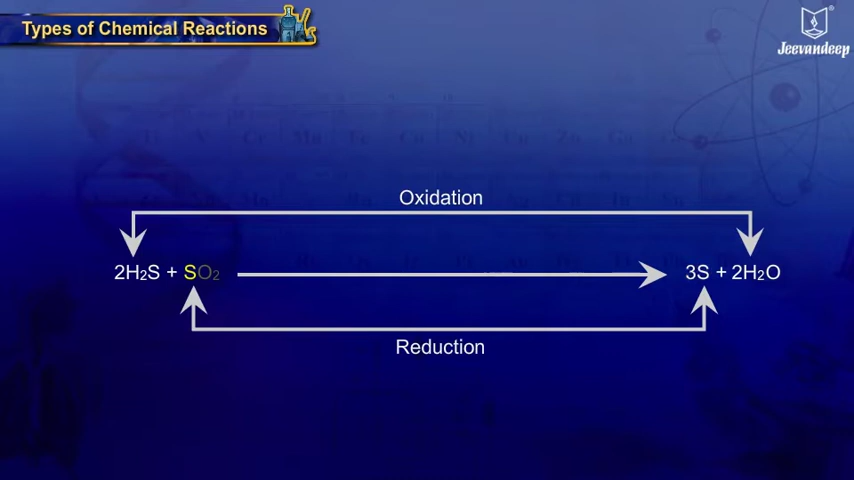 Types of Chemical Reactions
Jeevandeep
Oxidation
2H₂S + SO₂ 3S + 2H₂O
Reduction